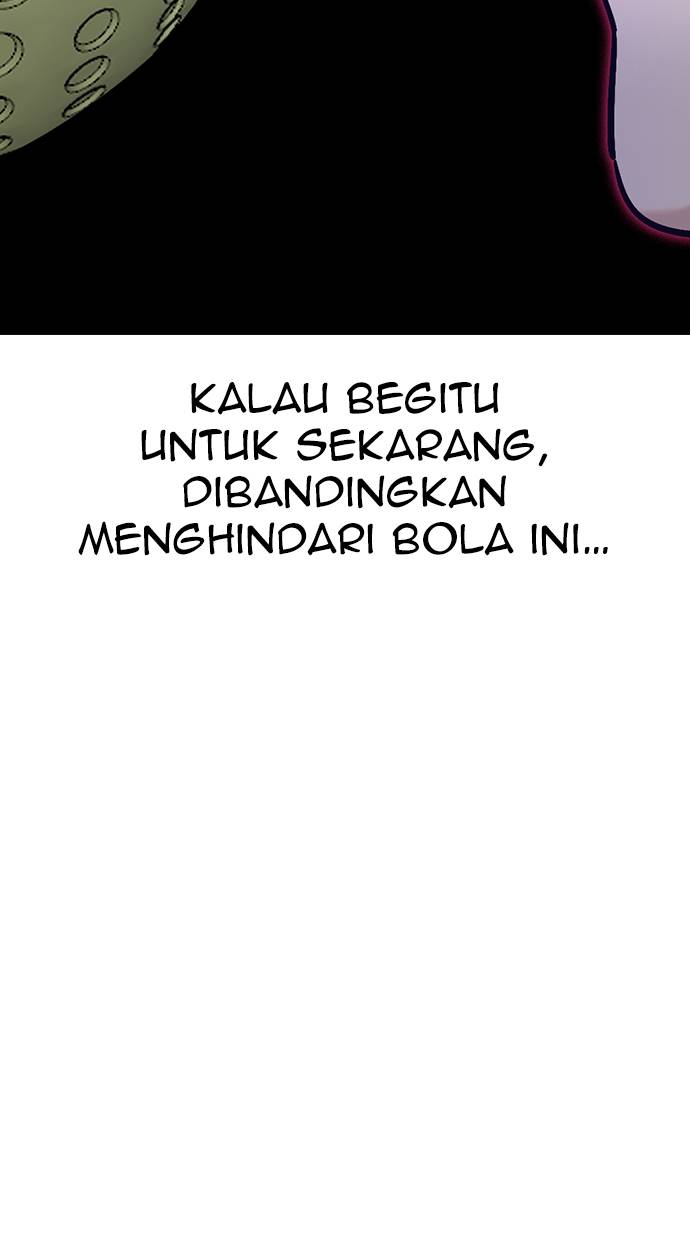 KALAU BEGITU
UNTUK SEKARANG,
DIBANDINGKAN
MENGHINDARI BOLA INI...